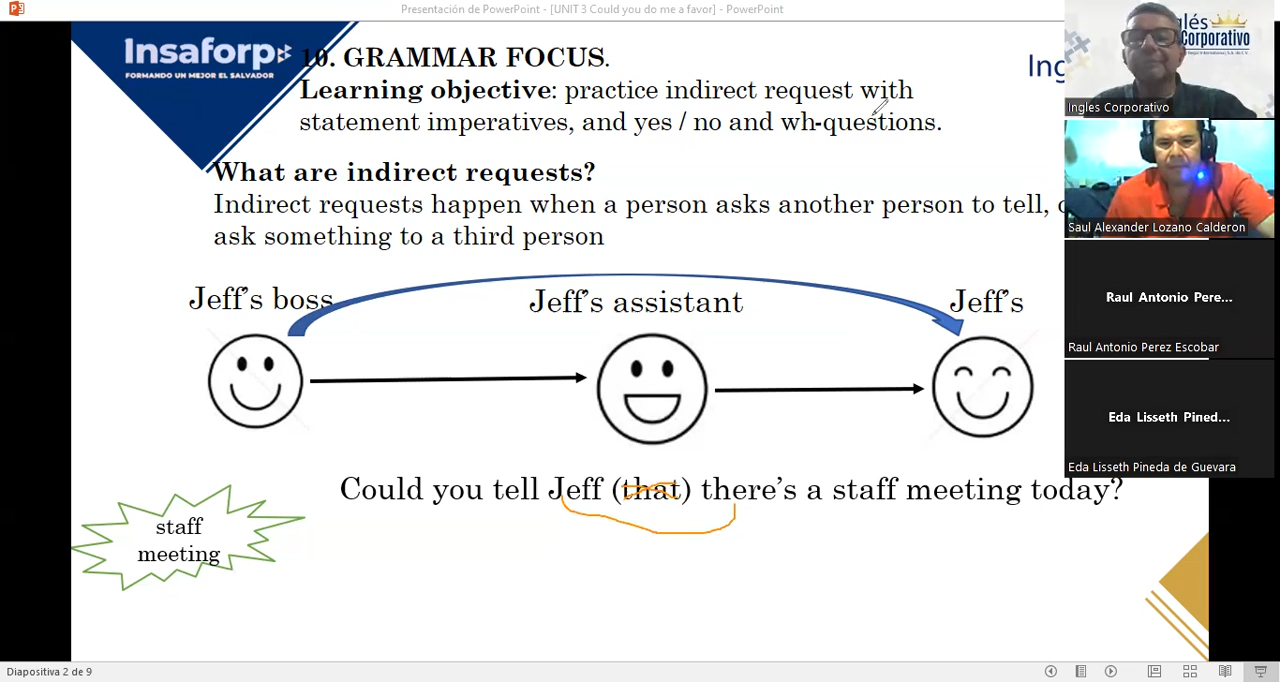 Presentación de PowerPoint - [UNIT 3 Could you do me a favor] - PowerPoint
Insaforp
FORMANDO UN MEJOR EL SALVADOR
10. GRAMMAR FOCUS.
Learning objective: practice indirect request with
statement imperatives, and yes / no and wh-questions.
What are indirect requests?
Indirect requests happen when a person asks another person to tell,
ask something to a third person
Jeff's boss
Jeff's assistant
Jeff's
Could you tell Jeff (that) there's a staff meeting today?
staff
meeting
Corporativo
Ingles Corporativo
Saul Alexander Lozano Calderon
Raul Antonio Pere...
Raul Antonio Perez Escobar
Eda Lisseth Pined...
Eda Lisseth Pineda de Guevara
Diapositiva 2 de 9